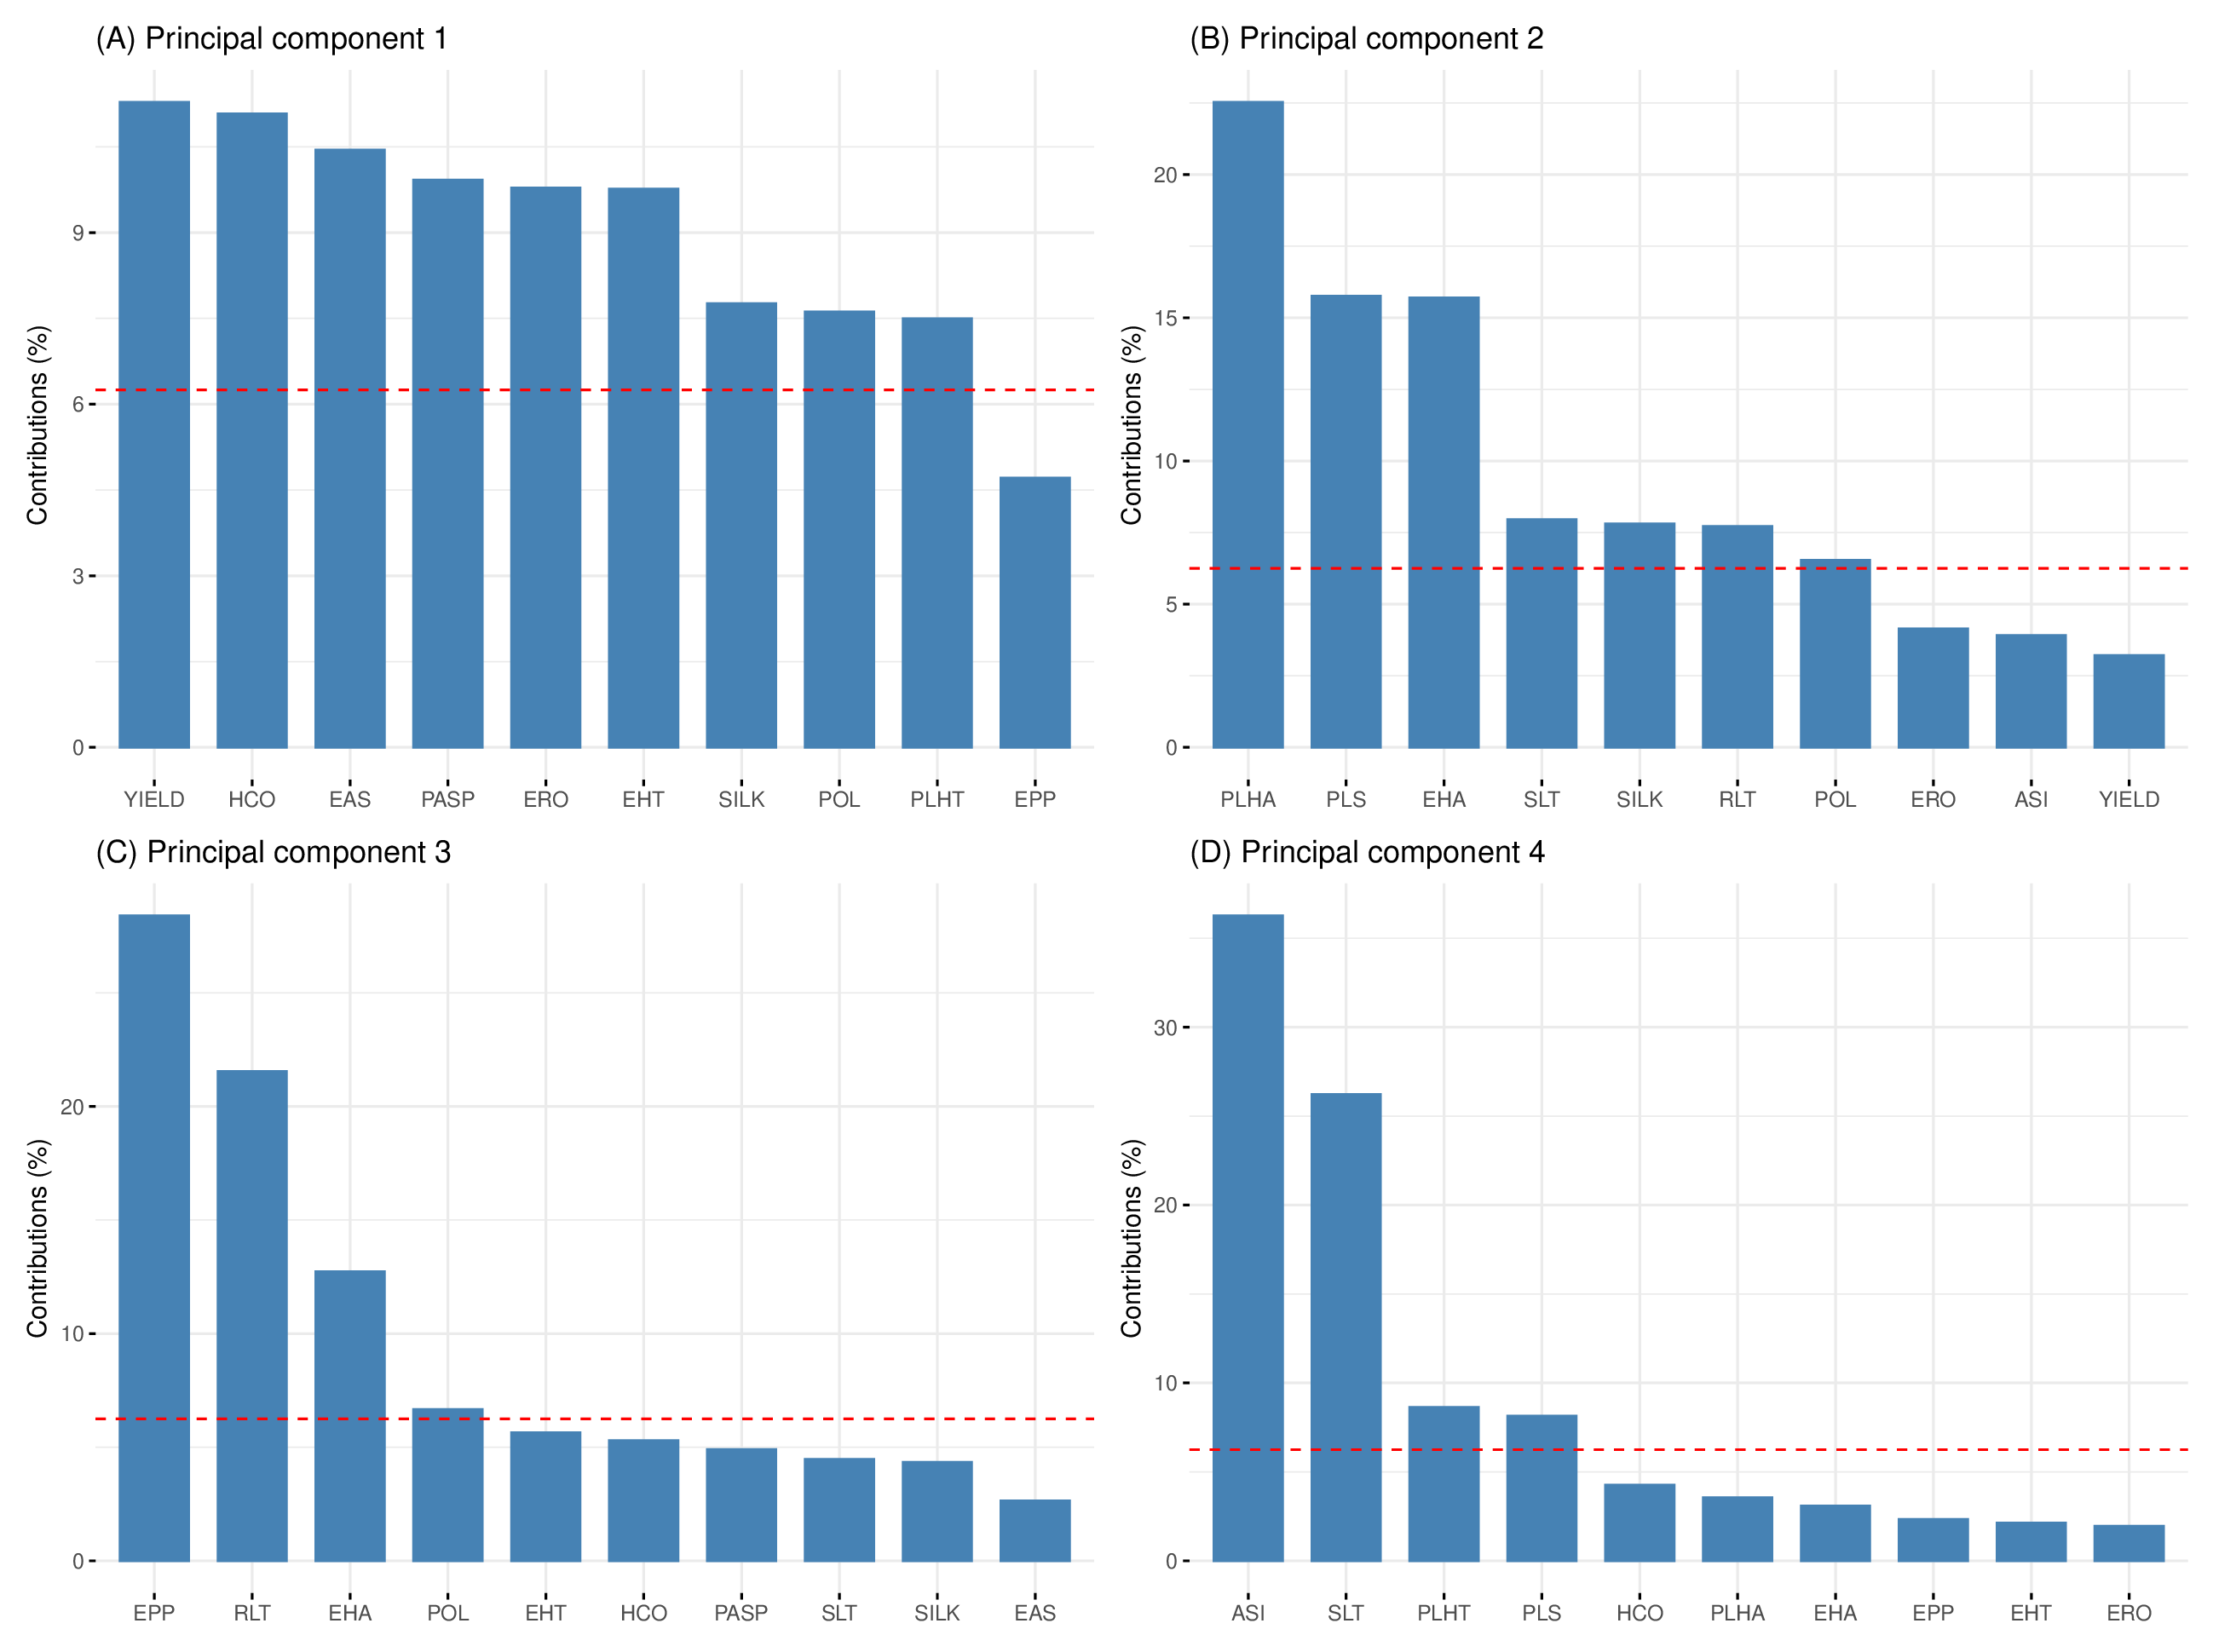 (A) Principal component 1
Contributions (%)
9
6
3
0
YIELD HCO EAS PASP ERO EHT SILK POL PLHT EPP
(B) Principal component 2
Contributions (%)
20
15
10
5
0
PLHA PLS EHA SLT SILK RLT POL ERO ASI YIELD
(C) Principal component 3
Contributions (%)
20
10
0
EPP RLT EHA POL EHT HCO PASP SLT SILK EAS
(D) Principal component 4
Contributions (%)
30
20
10
0
ASI SLT PLHT PLS HCO PLHA EHA EPP EHT ERO